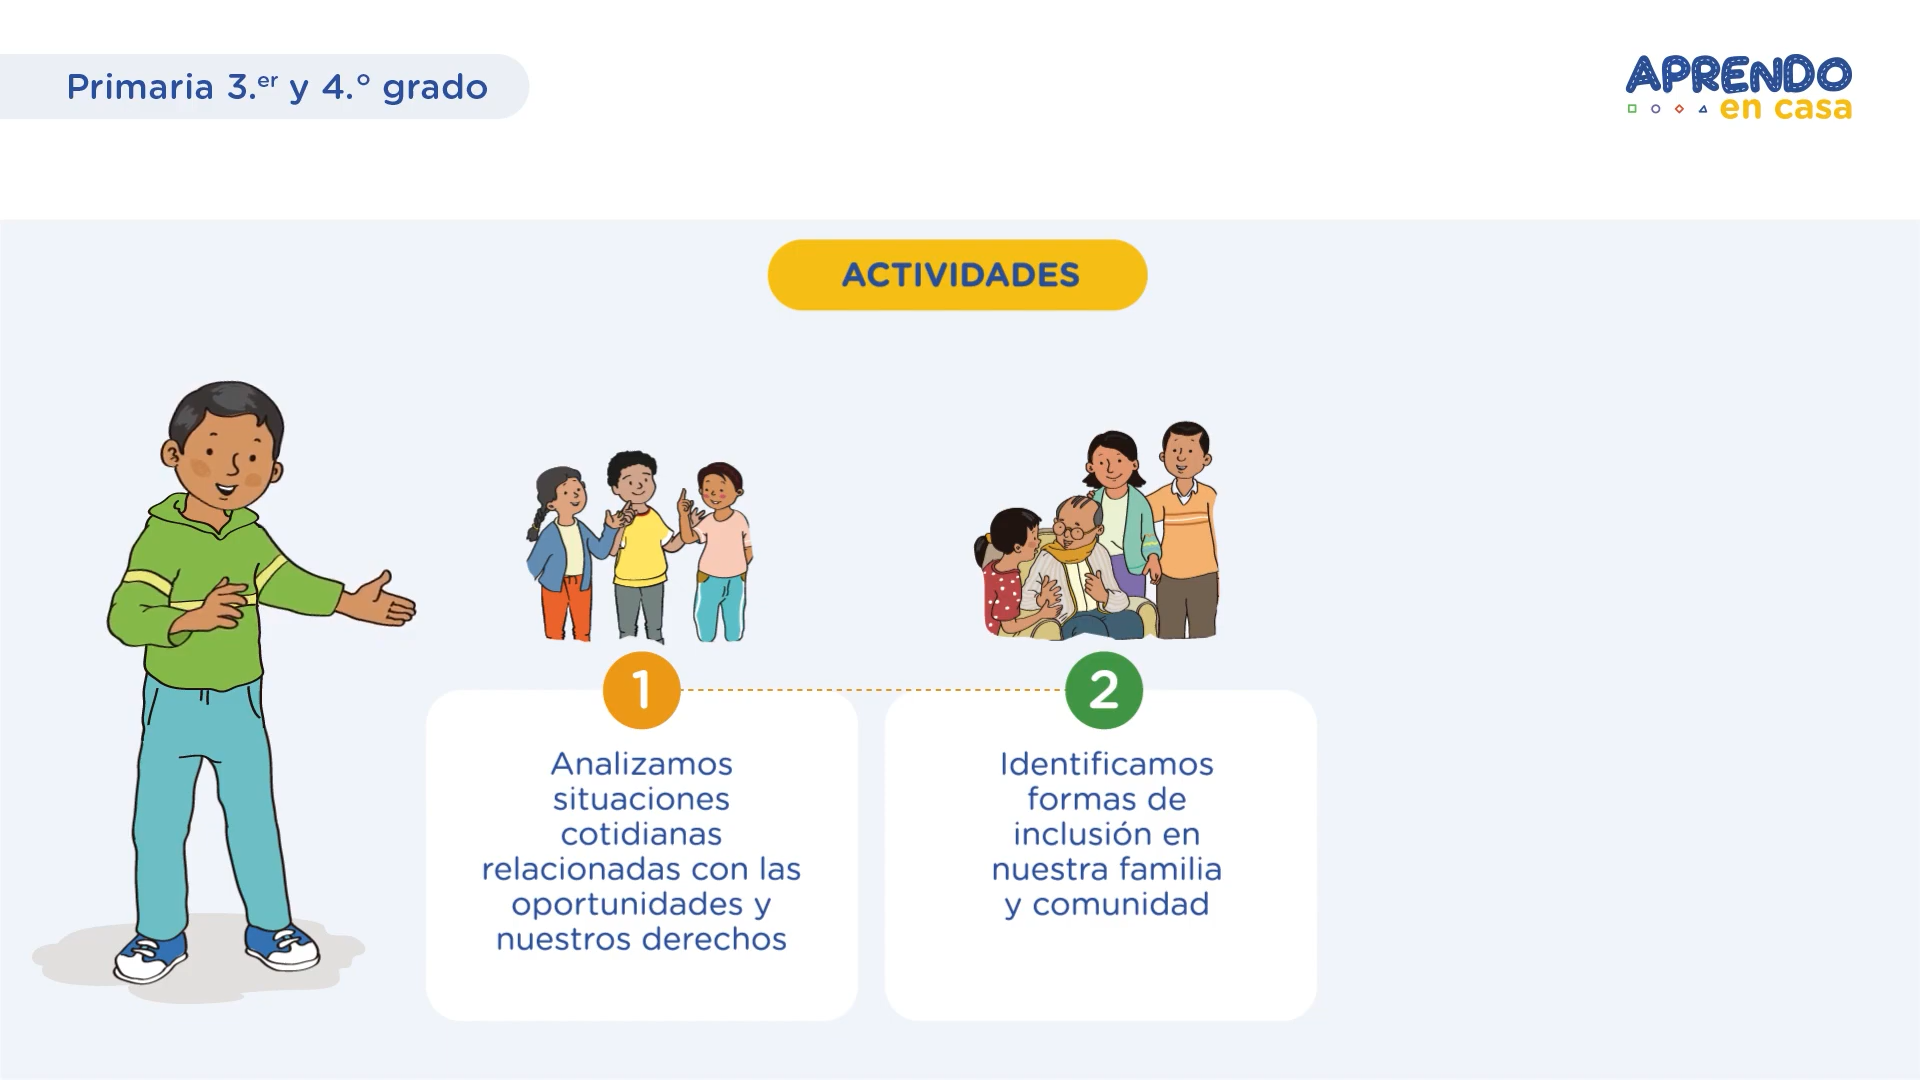 Primaria 3.er y 4.° grado
APRENDO
en casa
ACTIVIDADES
1
Analizamos
situaciones
cotidianas
relacionadas con las
oportunidades y
nuestros derechos
2
Identificamos
formas de
inclusión en
nuestra familia
y comunidad